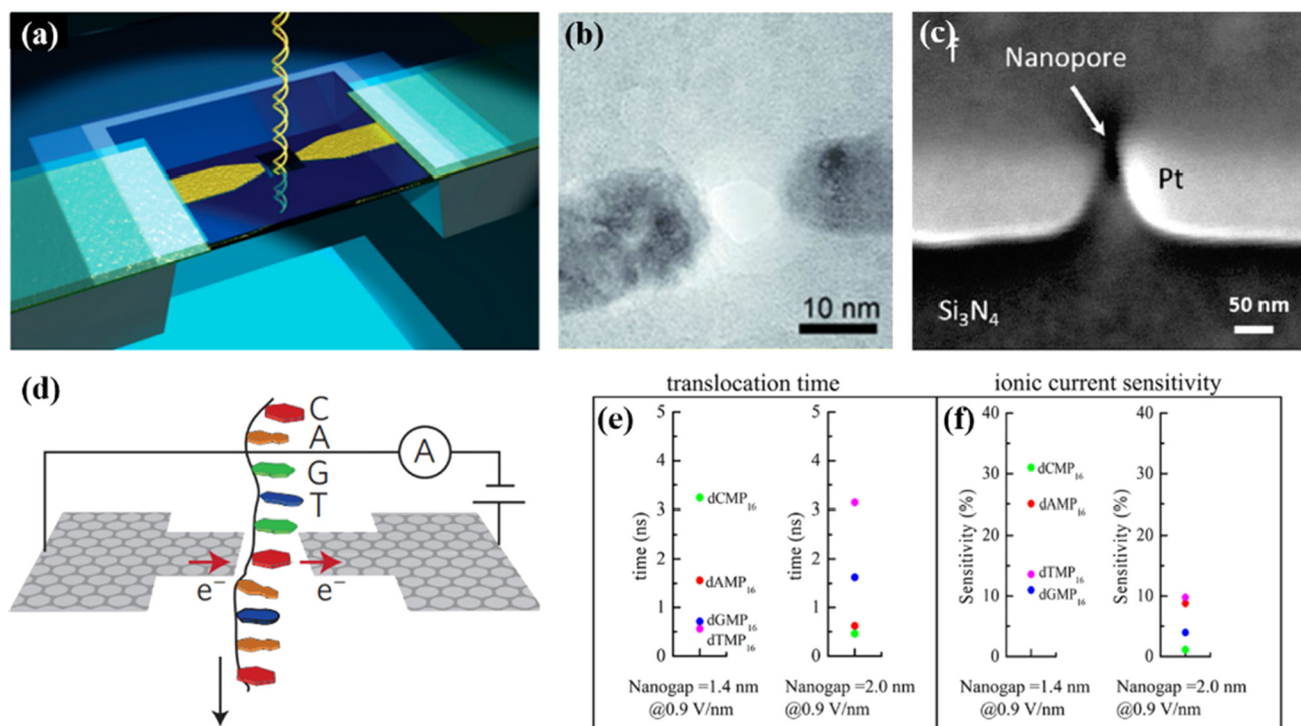 (a)
(b)
10 nm
(c)
Nanopore
Pt
Si₃N₄
50 nm
(d)
C
A
G
T
A
e⁻
e⁻
translocation time
ionic current sensitivity
(e)
5
4
3
2
1
0
time (ns)
dCMP₁₆
dAMP₁₆
dGMP₁₆
dTMP₁₆
Nanogap =1.4 nm
@0.9 V/nm
5
4
3
2
1
0
time (ns)
Nanogap =2.0 nm
@0.9 V/nm
(f)
40
30
20
10
0
Sensitivity (%)
dCMP₁₆
dAMP₁₆
dTMP₁₆
dGMP₁₆
Nanogap =1.4 nm
@0.9 V/nm
40
30
20
10
0
Sensitivity (%)
Nanogap =2.0 nm
@0.9 V/nm